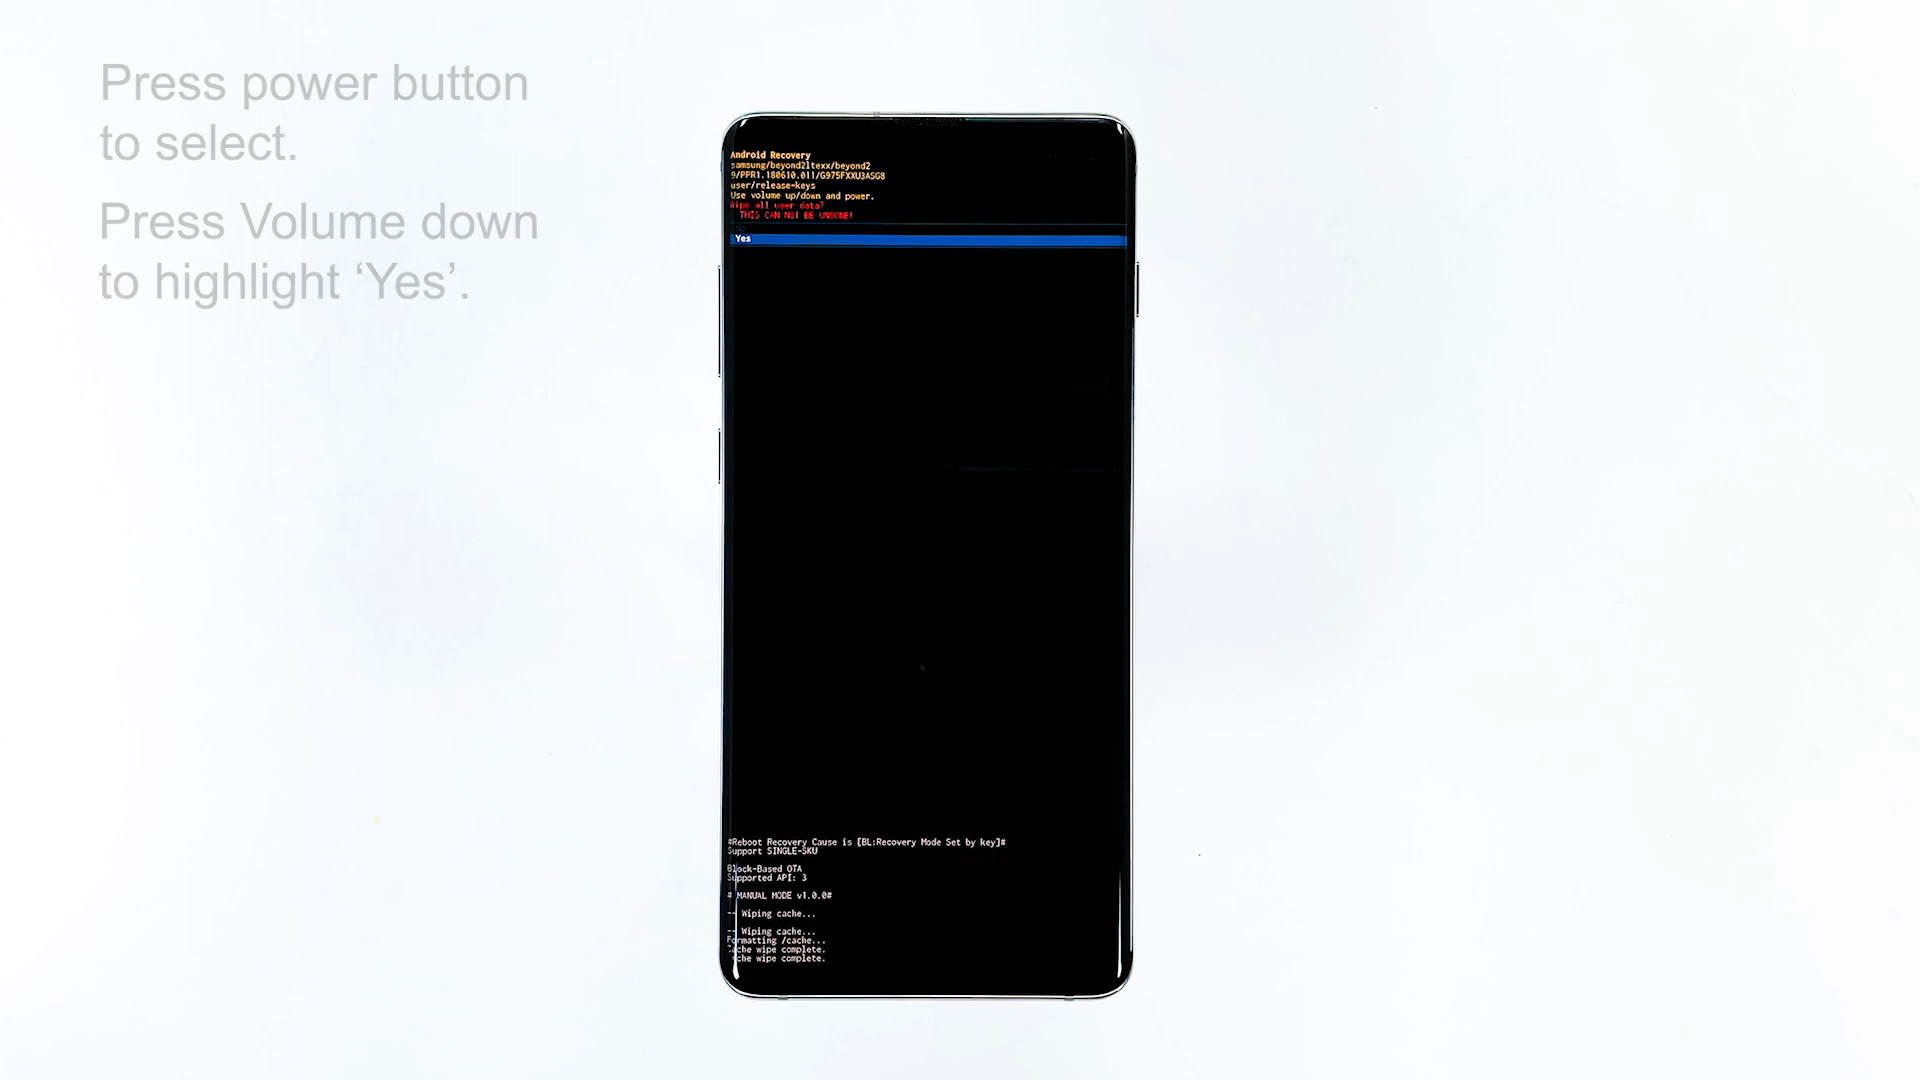 Press power button
to select.
Press Volume down
to highlight ‘Yes’.
Android Recovery
samsung/beyond2ltexx/beyond2
9/PPR1.180610.011/G975FXXU3ASG8
user/release-keys
Use volume up/down and power.
Wipe all user data?
THIS CAN NOT BE UNDONE!
No
Yes
#Reboot Recovery Cause is [BL:Recovery Mode Set by key]#
Support SINGLE-SKU
Block-Based OTA
Supported API: 3
# MANUAL MODE v1.0.0#
-- Wiping cache...
-- Wiping cache...
Formatting /cache...
Cache wipe complete.
Cache wipe complete.